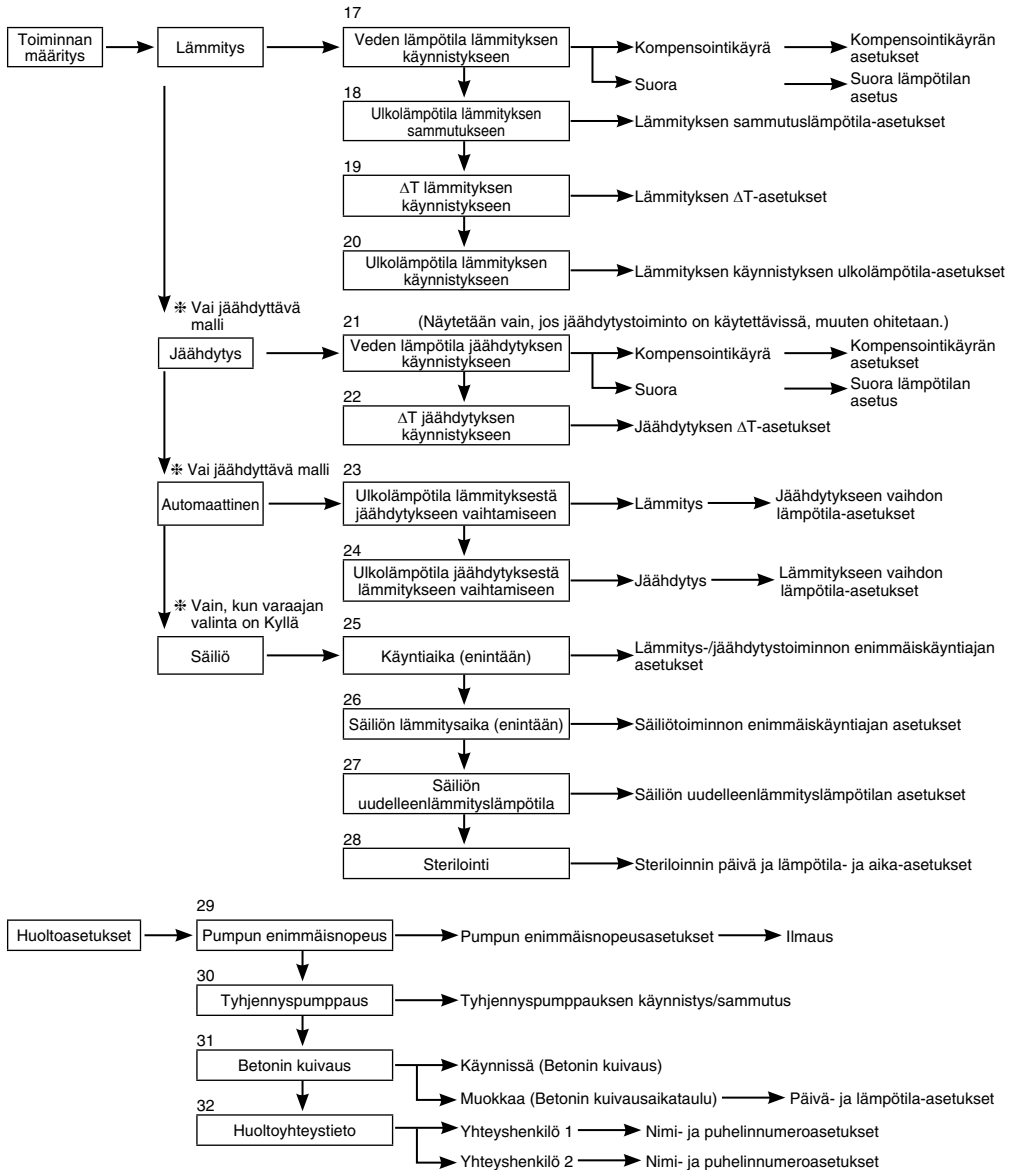 17
Toiminnan
määritys
Lämmitys
Veden lämpötila lämmityksen
käynnistykseen
Kompensointikäyrä
Kompensointikäyrän
asetukset
Suora
Suora lämpötilan
asetus
18
Ulkolämpötila lämmityksen
sammutukseen
Lämmityksen sammutuslämpötila-asetukset
19
ΔT lämmityksen
käynnistykseen
Lämmityksen ΔT-asetukset
20
Ulkolämpötila lämmityksen
käynnistykseen
Lämmityksen käynnistyksen ulkolämpötila-asetukset
❉ Vai jäähdyttävä
malli
21
(Näytetään vain, jos jäähdytystoiminto on käytettävissä, muuten ohitetaan.)
Jäähdytys
Veden lämpötila jäähdytyksen
käynnistykseen
Kompensointikäyrä
Kompensointikäyrän
asetukset
Suora
Suora lämpötilan
asetus
22
ΔT jäähdytyksen
käynnistykseen
Jäähdytyksen ΔT-asetukset
❉ Vai jäähdyttävä malli
23
Automaattinen
Ulkolämpötila lämmityksestä
jäähdytykseen vaihtamiseen
Lämmitys
Jäähdytykseen vaihdon
lämpötila-asetukset
24
Ulkolämpötila jäähdytyksestä
lämmitykseen vaihtamiseen
Jäähdytys
Lämmitykseen vaihdon
lämpötila-asetukset
❉ Vain, kun varaajan
valinta on Kyllä
25
Säiliö
Käyntiaika (enintään)
Lämmitys-/jäähdytystoiminnon enimmäiskäyntiajan
asetukset
26
Säiliön lämmitysaika (enintään)
Säiliötoiminnon enimmäiskäyntiajan asetukset
27
Säiliön
uudelleenlämmityslämpötila
Säiliön uudelleenlämmityslämpötilan asetukset
28
Sterilointi
Steriloinnin päivä ja lämpötila- ja aika-asetukset
29
Huoltoasetukset
Pumpun enimmäisnopeus
Pumpun enimmäisnopeusasetukset
Ilmaus
30
Tyhjennyspumppaus
Tyhjennyspumppauksen käynnistys/sammutus
31
Betonin kuivaus
Käynnissä (Betonin kuivaus)
Muokkaa (Betonin kuivausaikataulu)
Päivä- ja lämpötila-asetukset
32
Huoltoyhteystieto
Yhteyshenkilö 1
Nimi- ja puhelinnumeroasetukset
Yhteyshenkilö 2
Nimi- ja puhelinnumeroasetukset